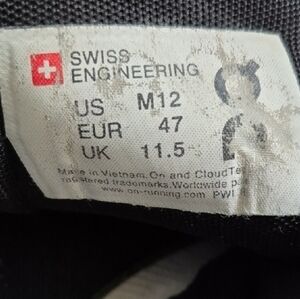 SWISS
ENGINEERING
US M12
EUR 47
UK 11.5
Made in Vietnam. On and CloudTec
registered trademarks. Worldwide
www.on-running.com PWI